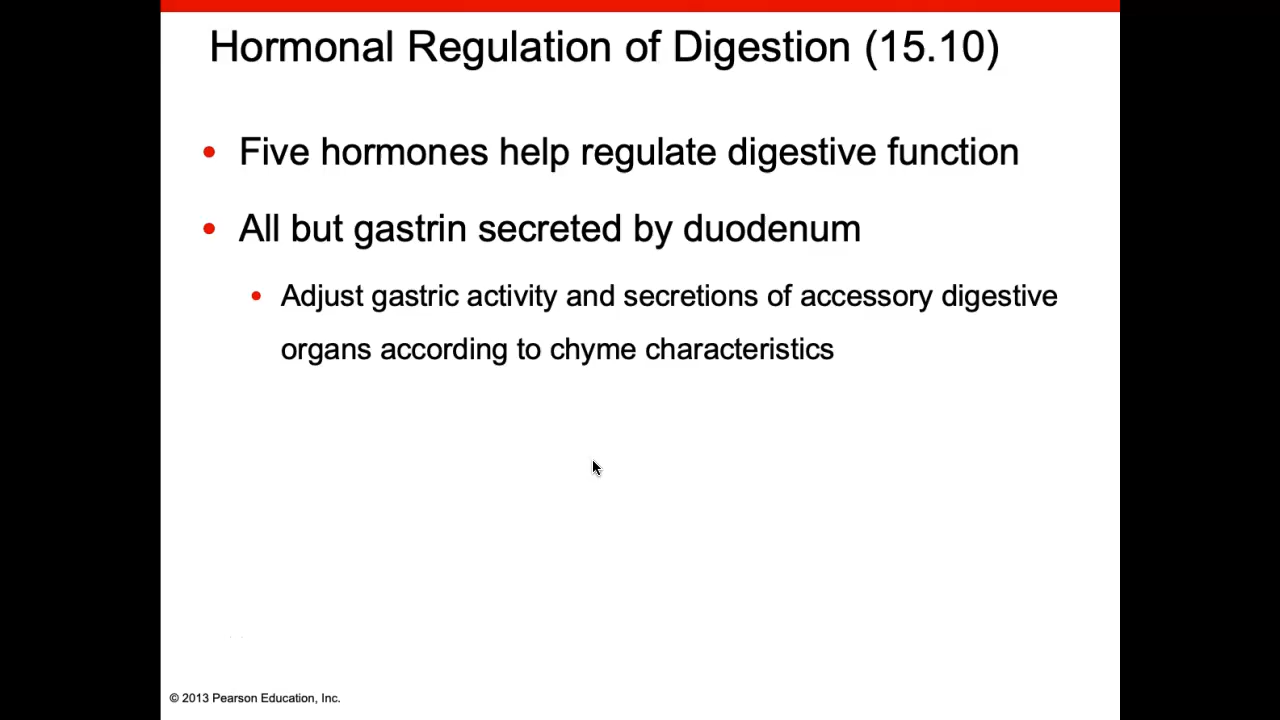 Hormonal Regulation of Digestion (15.10)
• Five hormones help regulate digestive function
• All but gastrin secreted by duodenum
• Adjust gastric activity and secretions of accessory digestive
organs according to chyme characteristics
© 2013 Pearson Education, Inc.